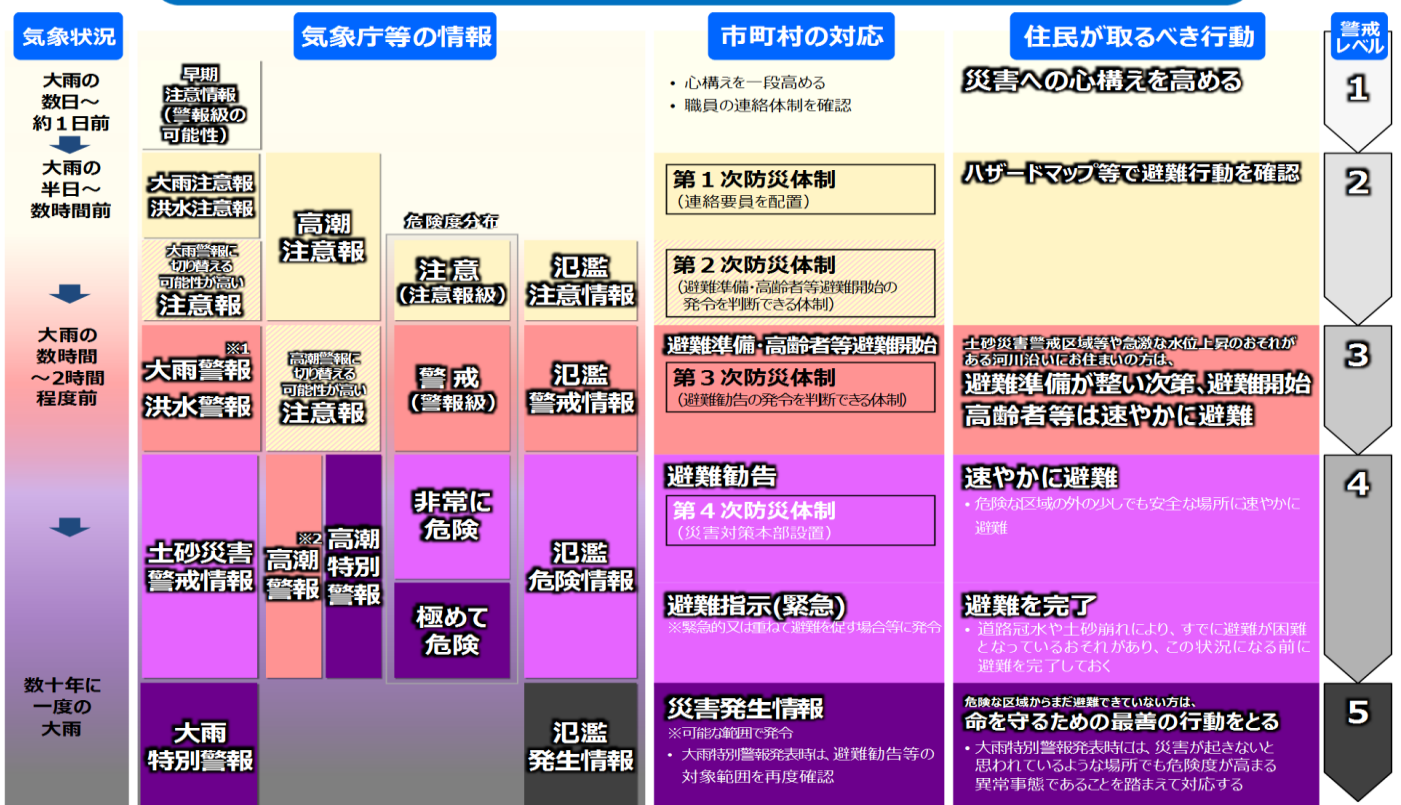 気象状況
気象庁等の情報
市町村の対応
住民が取るべき行動
警戒
レベル
大雨の
数日～
約１日前
早期
注意情報
（警報級の
可能性）
・ 心構えを一段高める
・ 職員の連絡体制を確認
災害への心構えを高める
1
大雨の
半日～
数時間前
大雨注意報
洪水注意報
高潮
注意報
危険度分布
第１次防災体制
（連絡要員を配置）
ハザードマップ等で避難行動を確認
2
大雨警報に
切り替える
可能性が高い
注意報
注意
（注意報級）
氾濫
注意情報
第２次防災体制
（避難準備・高齢者等避難開始の
発令を判断できる体制）
大雨の
数時間
～2時間
程度前
※1
大雨警報
洪水警報
高潮警報に
切り替える
可能性が高い
注意報
警戒
（警報級）
氾濫
警戒情報
避難準備・高齢者等避難開始
第３次防災体制
（避難勧告の発令を判断できる体制）
土砂災害警戒区域等や急激な水位上昇のおそれが
ある河川沿いにお住まいの方は、
避難準備が整い次第、避難開始
高齢者等は速やかに避難
3
土砂災害
警戒情報
※2
高潮
警報
高潮
特別
警報
非常に
危険
極めて
危険
氾濫
危険情報
避難勧告
第４次防災体制
（災害対策本部設置）
速やかに避難
・危険な区域の外の少しでも安全な場所に速やかに
避難
4
避難指示(緊急)
※緊急的又は重ねて避難を促す場合等に発令
避難を完了
・ 道路冠水や土砂崩れにより、すでに避難が困難
となっているおそれがあり、この状況になる前に
避難を完了しておく
数十年に
一度の
大雨
大雨
特別警報
氾濫
発生情報
災害発生情報
※可能な範囲で発令
・ 大雨特別警報発表時は、避難勧告等の
対象範囲を再度確認
危険な区域からまだ避難できていない方は、
命を守るための最善の行動をとる
・ 大雨特別警報発表時には、災害が起きないと
思われているような場所でも危険度が高まる
異常事態であることを踏まえて対応する
5